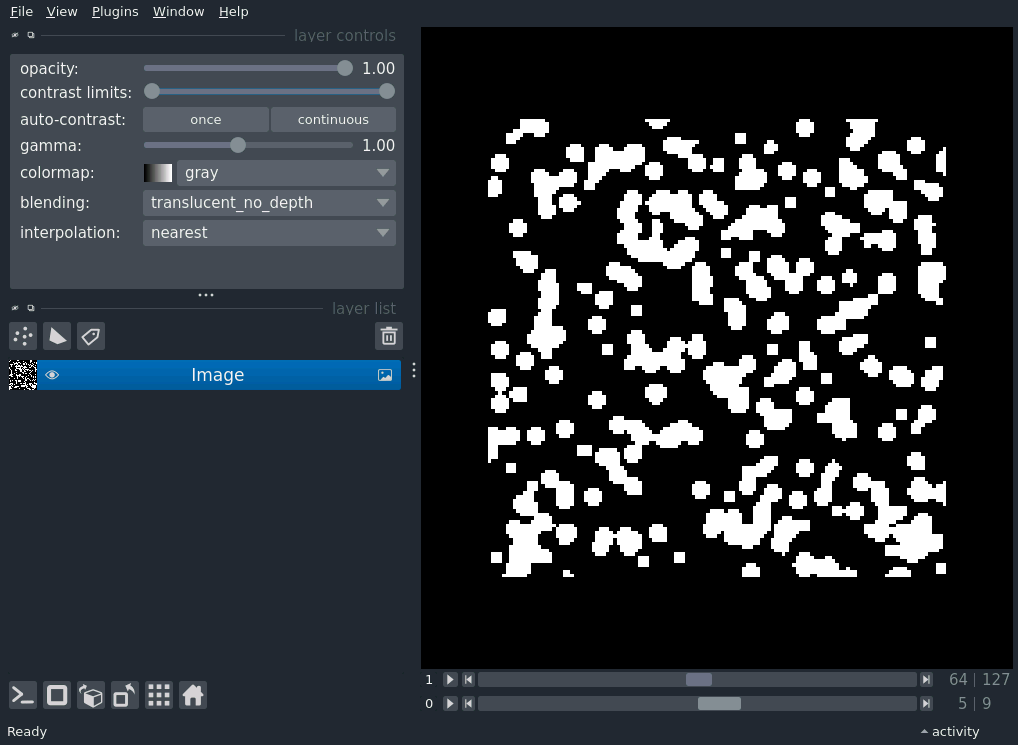 File View Plugins Window Help
layer controls
opacity: 1.00
contrast limits:
auto-contrast: once continuous
gamma: 1.00
colormap: gray
blending: translucent_no_depth
interpolation: nearest
layer list
Image
1 64 | 127
0 5 | 9
Ready activity